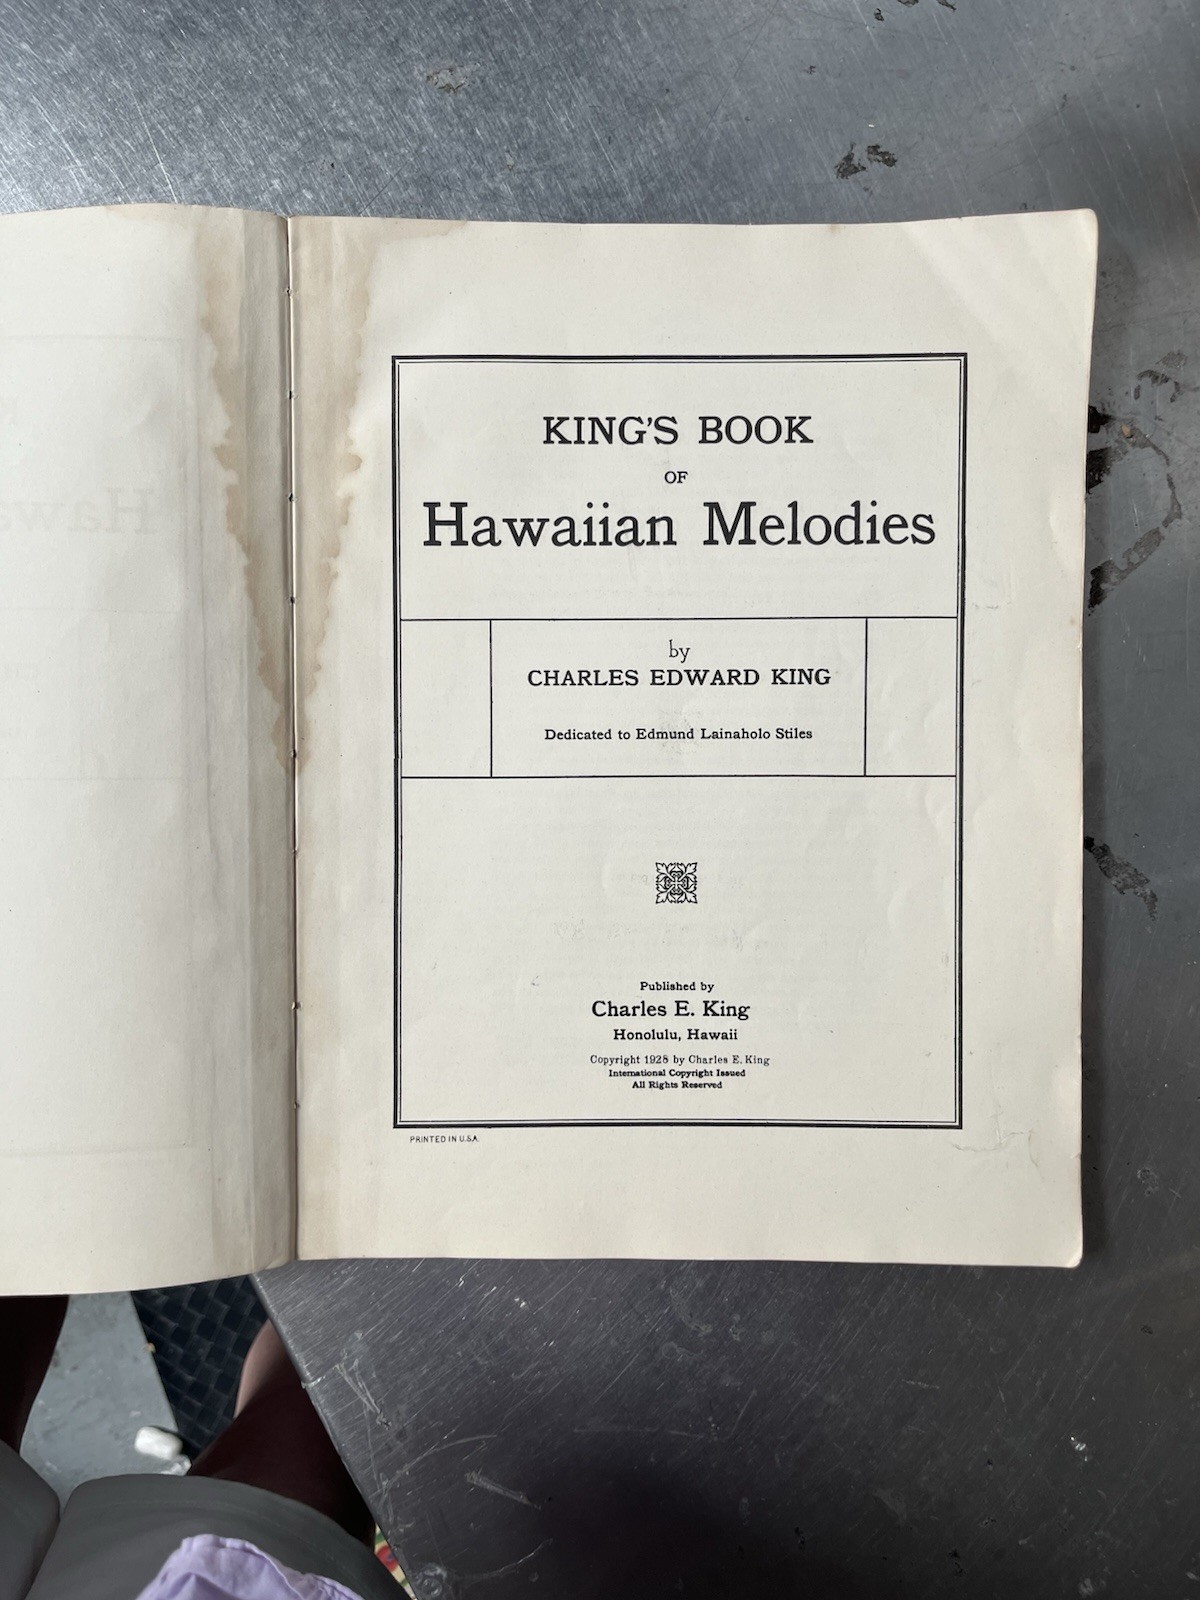 KING'S BOOK
OF
Hawaiian Melodies
by
CHARLES EDWARD KING
Dedicated to Edmund Lainaholo Stiles
Published by
Charles E. King
Honolulu, Hawaii
Copyright 1928 by Charles E. King
International Copyright Issued
All Rights Reserved
PRINTED IN U.S.A.